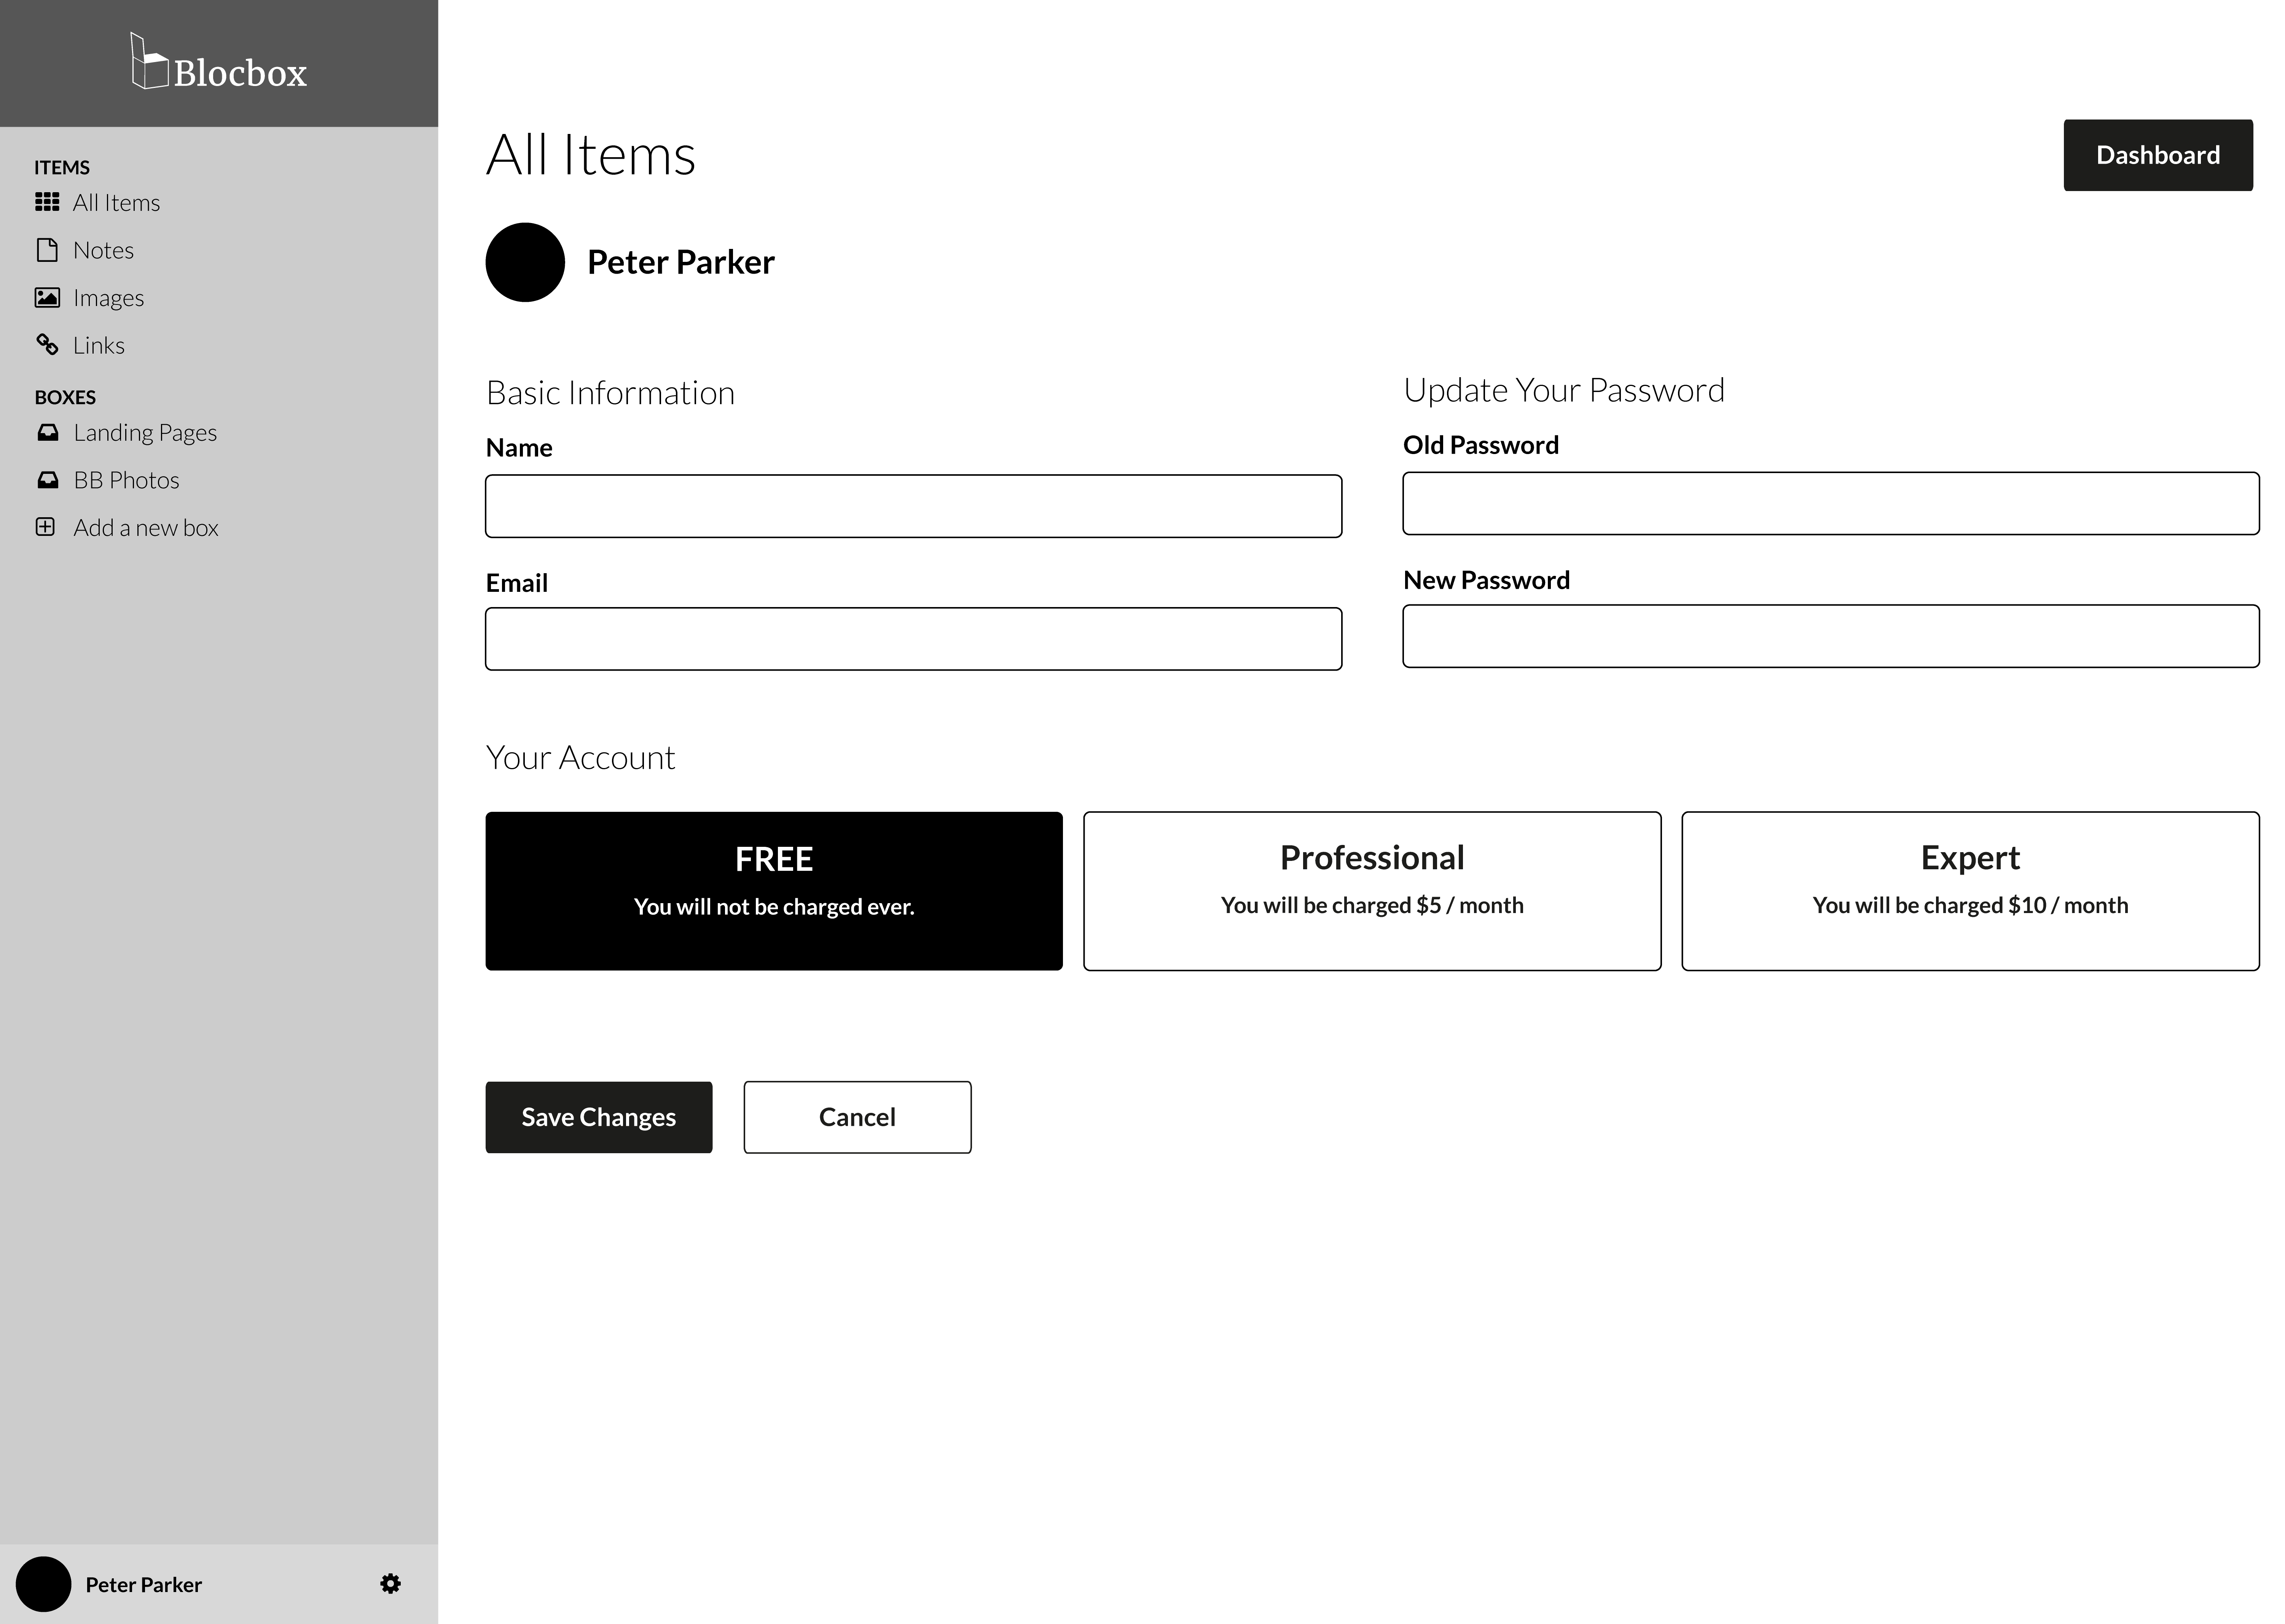 Blocbox
ITEMS
All Items
Notes
Images
Links
BOXES
Landing Pages
BB Photos
Add a new box
Peter Parker
All Items
Dashboard
Peter Parker
Basic Information
Name
Email
Update Your Password
Old Password
New Password
Your Account
FREE
You will not be charged ever.
Professional
You will be charged $5 / month
Expert
You will be charged $10 / month
Save Changes
Cancel